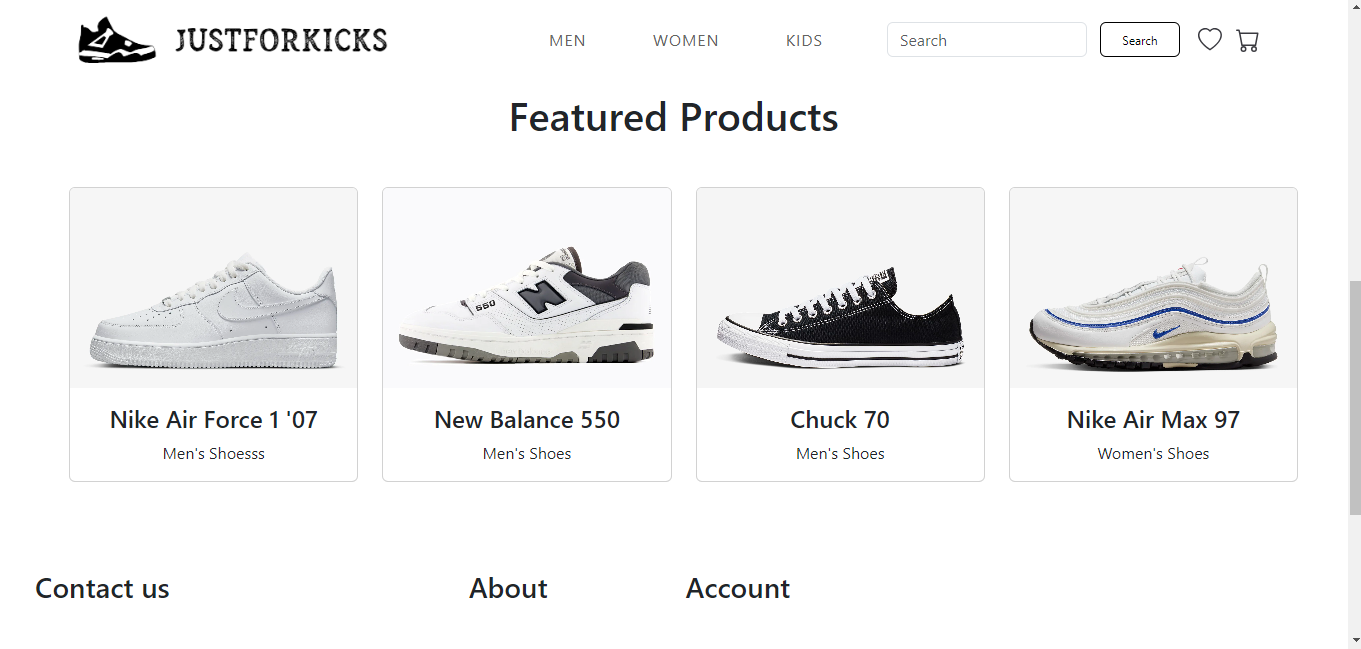 JUSTFORKICKS
MEN
WOMEN
KIDS
Search
Search
Featured Products
550
N
Nike Air Force 1 '07
Men's Shoesss
New Balance 550
Men's Shoes
Chuck 70
Men's Shoes
Nike Air Max 97
Women's Shoes
Contact us
About
Account